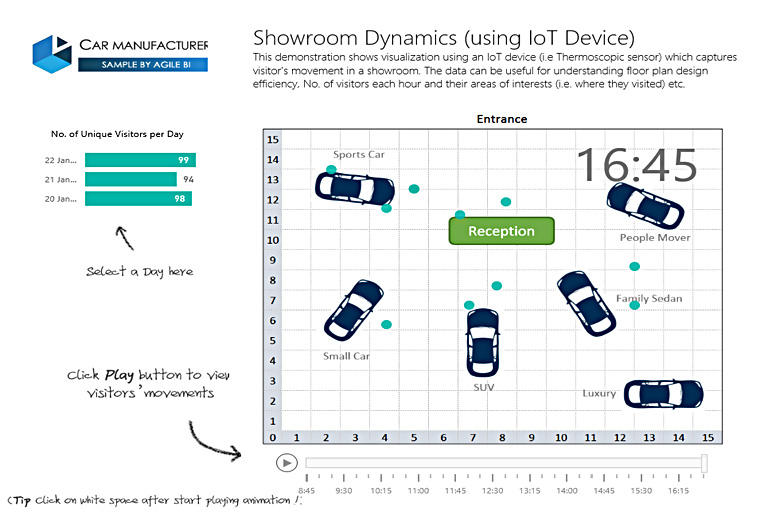 CAR MANUFACTURER
SAMPLE BY AGILE BI
Showroom Dynamics (using IoT Device)
This demonstration shows visualization using an IoT device (i.e Thermoscopic sensor) which captures
visitor's movement in a showroom. The data can be useful for understanding floor plan design
efficiency, No. of visitors each hour and their areas of interests (i.e. where they visited) etc.
No. of Unique Visitors per Day
22 Jan... 99
21 Jan... 94
20 Jan... 98
Select a Day here
Click Play button to view
visitors' movements
(Tip Click on white space after start playing animation !)
Entrance
16:45
Sports Car
People Mover
Reception
Family Sedan
Small Car
SUV
Luxury
15
14
13
12
11
10
9
8
7
6
5
4
3
2
1
0 1 2 3 4 5 6 7 8 9 10 11 12 13 14 15
8:45 9:30 10:15 11:00 11:45 12:30 13:15 14:00 14:45 15:30 16:15